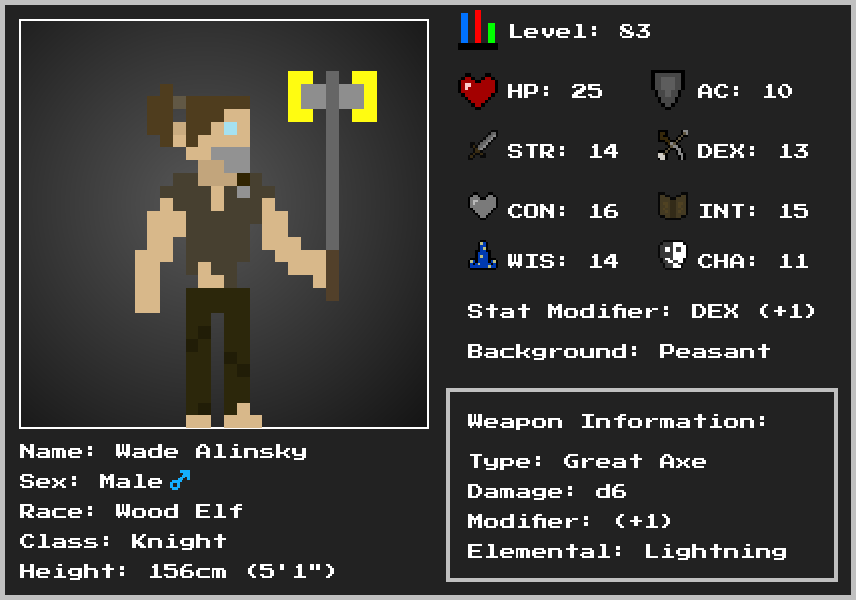 Level: 83
HP: 25
AC: 10
STR: 14
DEX: 13
CON: 16
INT: 15
WIS: 14
CHA: 11
Stat Modifier: DEX (+1)
Background: Peasant
Weapon Information:
Type: Great Axe
Damage: d6
Modifier: (+1)
Elemental: Lightning
Name: Wade Alinsky
Sex: Male♂
Race: Wood Elf
Class: Knight
Height: 156cm (5'1")